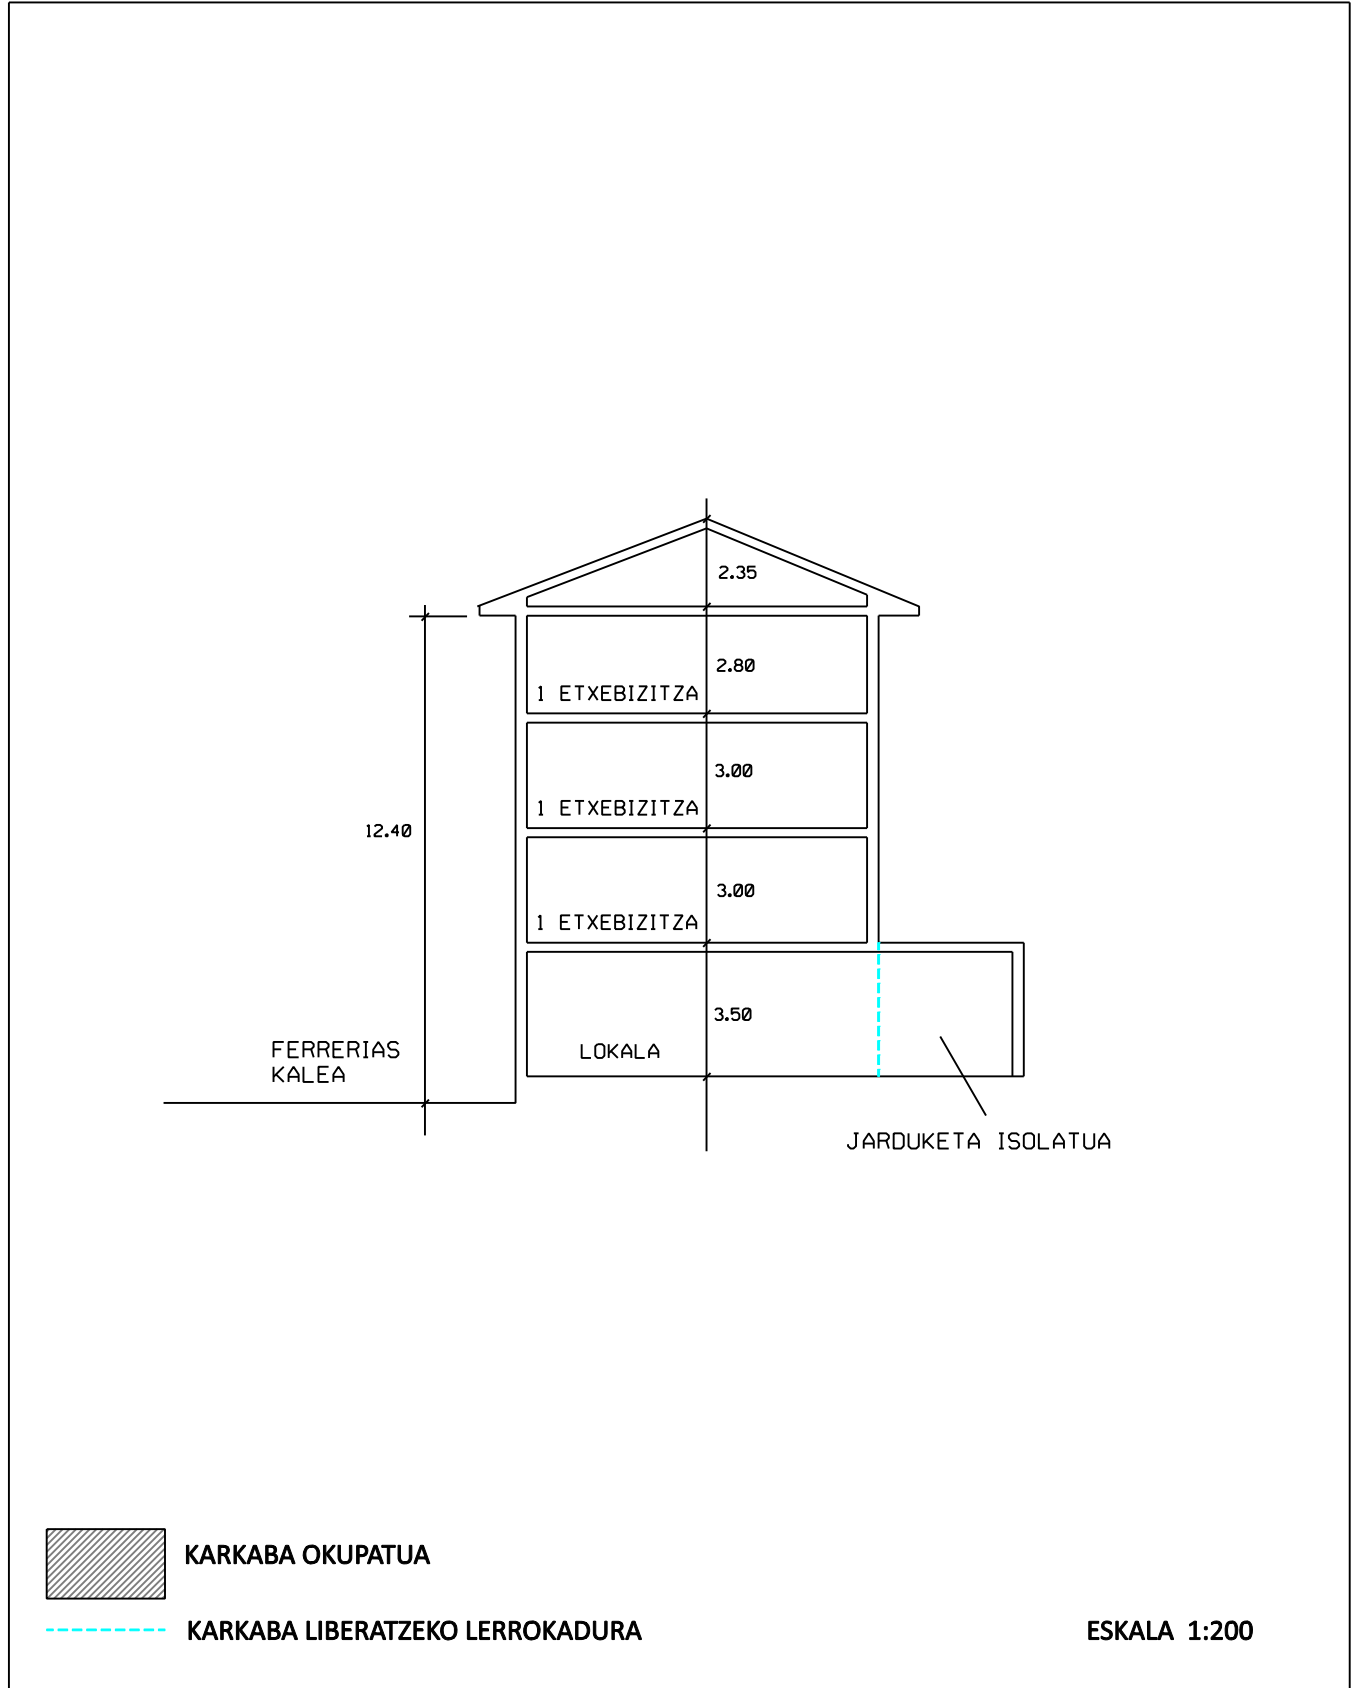 2.35
2.80
1 ETXEBIZITZA
3.00
1 ETXEBIZITZA
12.40
3.00
1 ETXEBIZITZA
3.50
FERRERIAS
KALEA
LOKALA
JARDUKETA ISOLATUA
KARKABA OKUPATUA
KARKABA LIBERATZEKO LERROKADURA
ESKALA 1:200